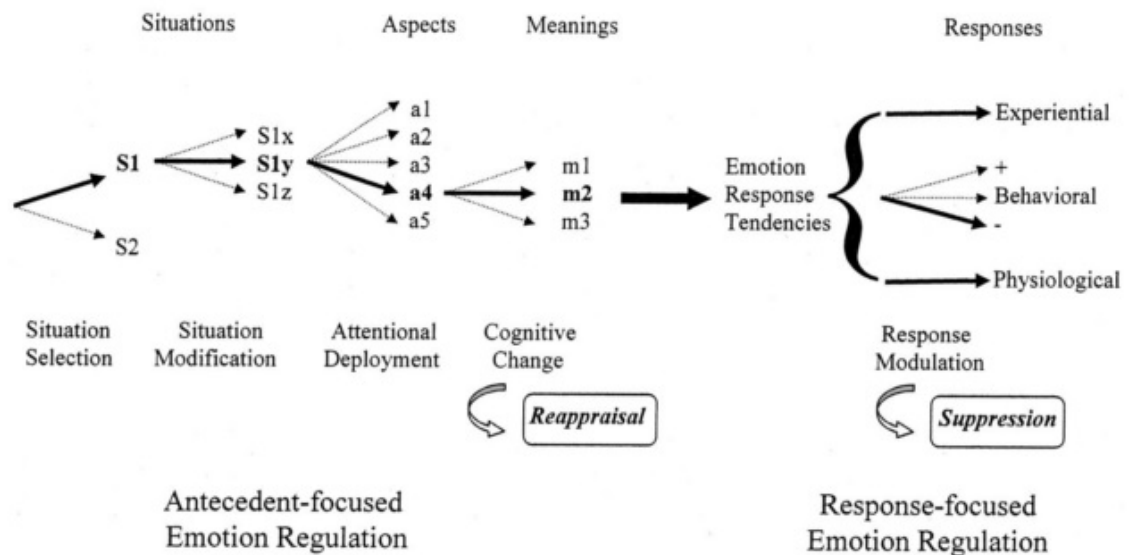 Situations
Aspects
Meanings
Responses
S1
S2
S1x
S1y
S1z
a1
a2
a3
a4
a5
m1
m2
m3
Emotion
Response
Tendencies
Experiential
+
Behavioral
-
Physiological
Situation
Selection
Situation
Modification
Attentional
Deployment
Cognitive
Change
Reappraisal
Response
Modulation
Suppression
Antecedent-focused
Emotion Regulation
Response-focused
Emotion Regulation